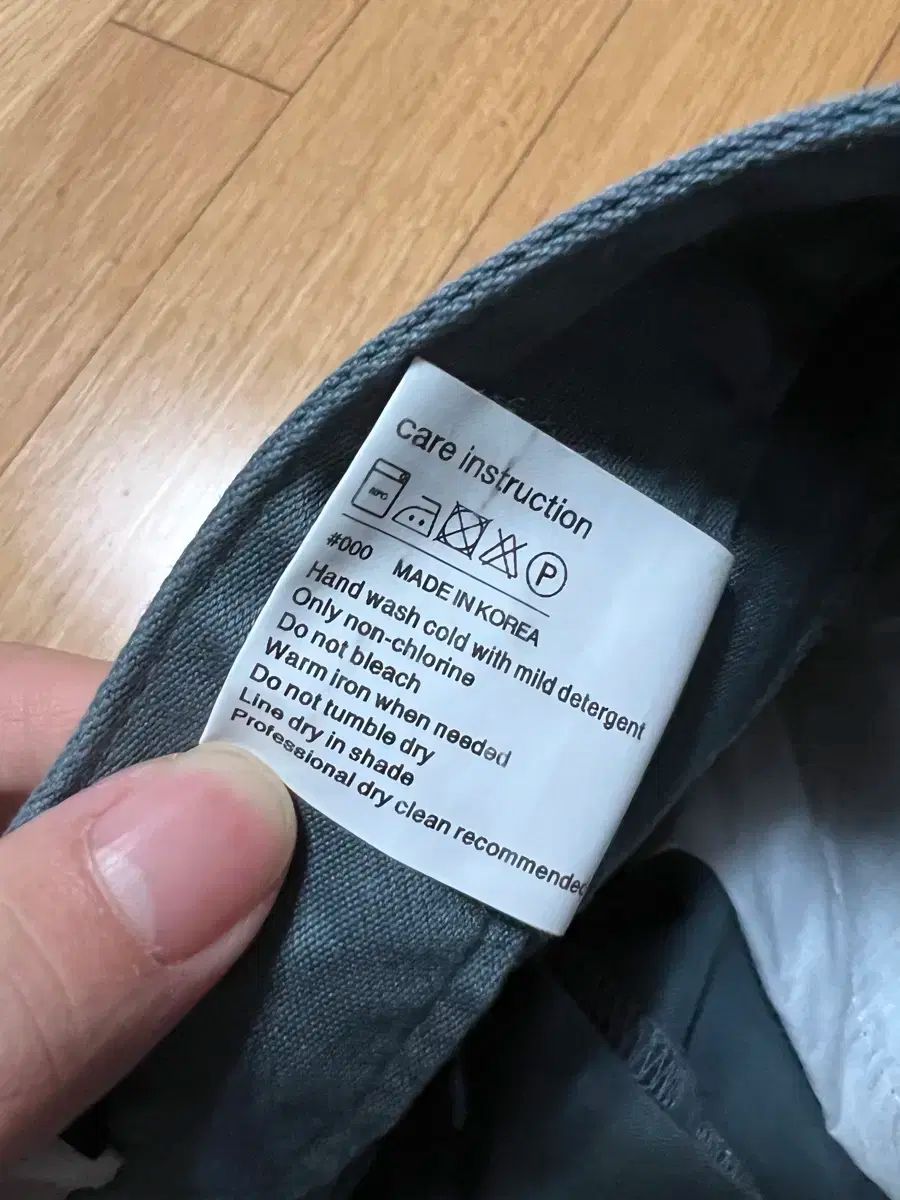 care instruction
30°C
P
#000 MADE IN KOREA
Hand wash cold with mild detergent
Only non-chlorine
Do not bleach
Warm iron when needed
Do not tumble dry
Line dry in shade
Professional dry clean recommended